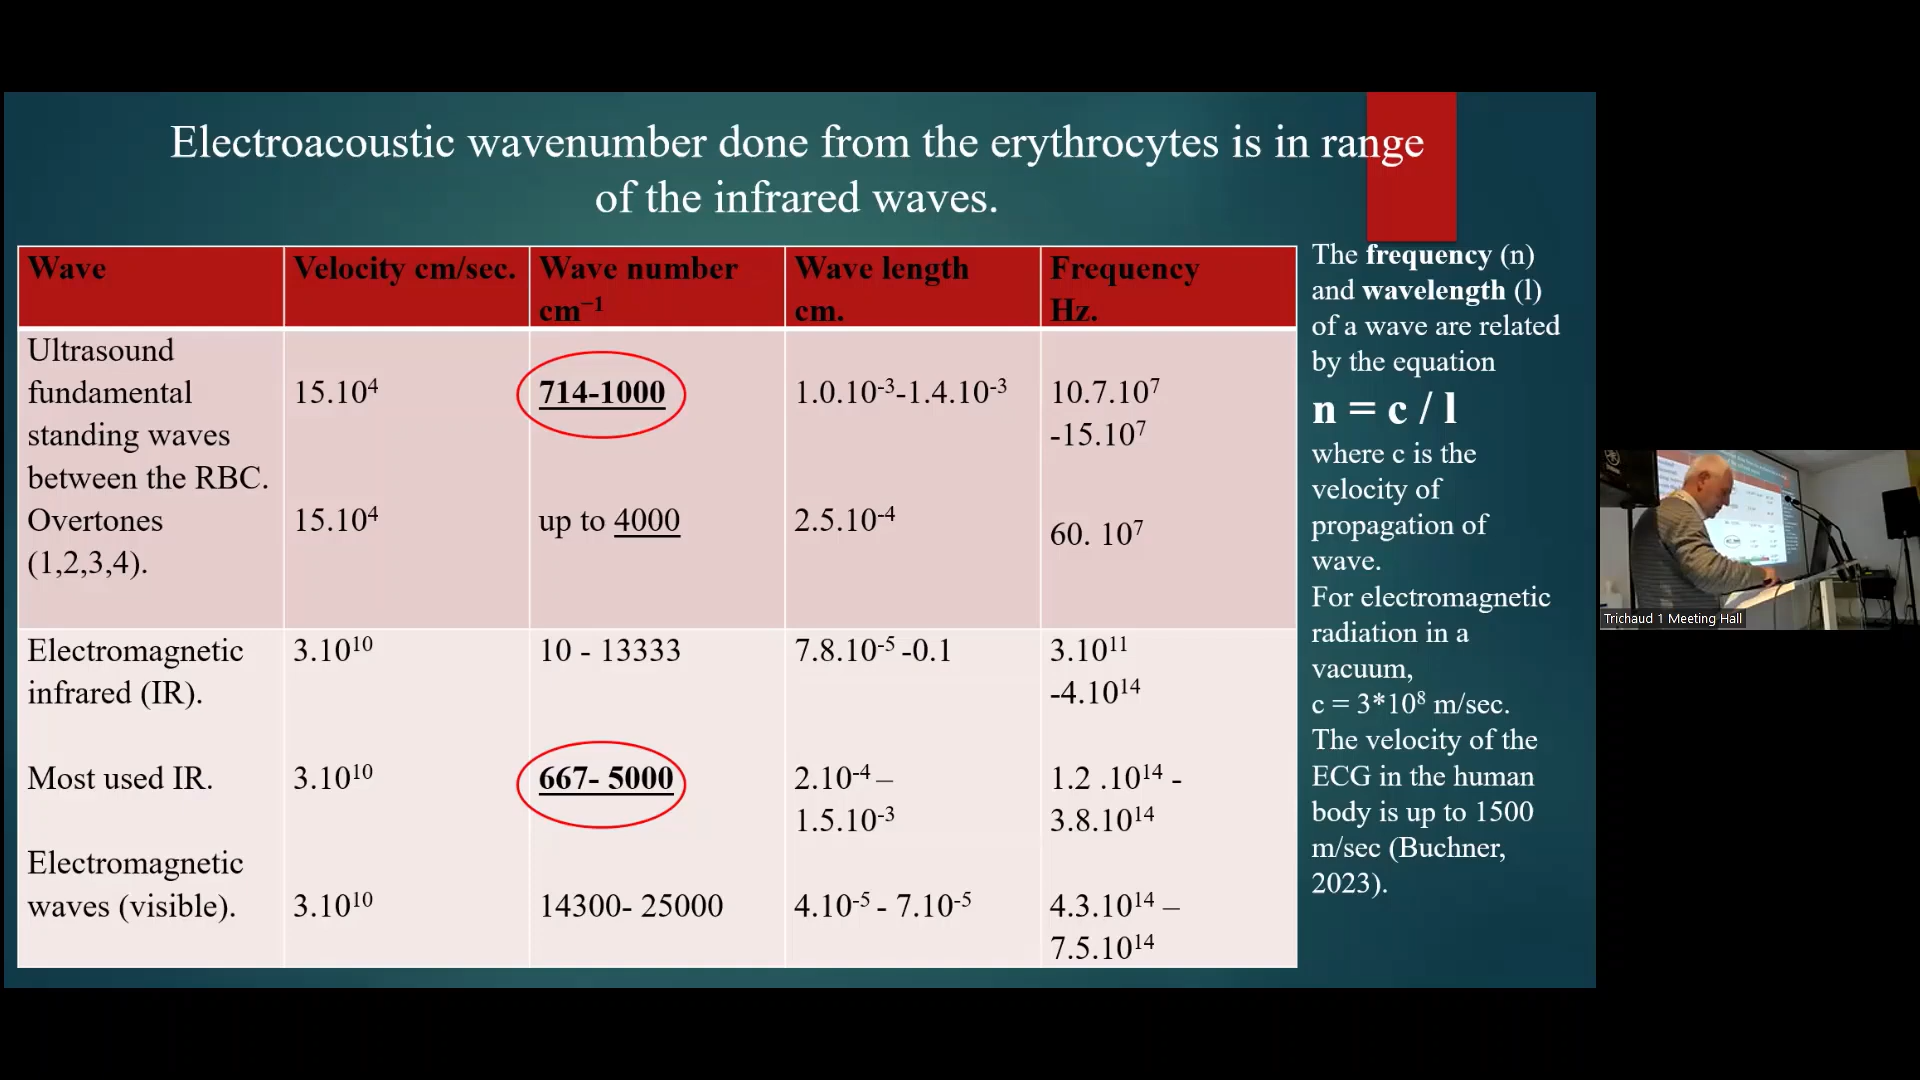 Electroacoustic wavenumber done from the erythrocytes is in range
of the infrared waves.
Wave
Velocity cm/sec.
Wave number
cm⁻¹
Wave length
cm.
Frequency
Hz.
Ultrasound
fundamental
standing waves
between the RBC.
Overtones
(1,2,3,4).
15.10⁴
15.10⁴
714-1000
up to 4000
1.0.10⁻³-1.4.10⁻³
2.5.10⁻⁴
10.7.10⁷
-15.10⁷
60. 10⁷
Electromagnetic
infrared (IR).
3.10¹⁰
10 - 13333
7.8.10⁻⁵ -0.1
3.10¹¹
-4.10¹⁴
Most used IR.
3.10¹⁰
667- 5000
2.10⁻⁴ –
1.5.10⁻³
1.2 .10¹⁴ -
3.8.10¹⁴
Electromagnetic
waves (visible).
3.10¹⁰
14300- 25000
4.10⁻⁵ - 7.10⁻⁵
4.3.10¹⁴ –
7.5.10¹⁴
The frequency (n)
and wavelength (l)
of a wave are related
by the equation
n = c / l
where c is the
velocity of
propagation of
wave.
For electromagnetic
radiation in a
vacuum,
c = 3*10⁸ m/sec.
The velocity of the
ECG in the human
body is up to 1500
m/sec (Buchner,
2023).
Trichaud 1 Meeting Hall